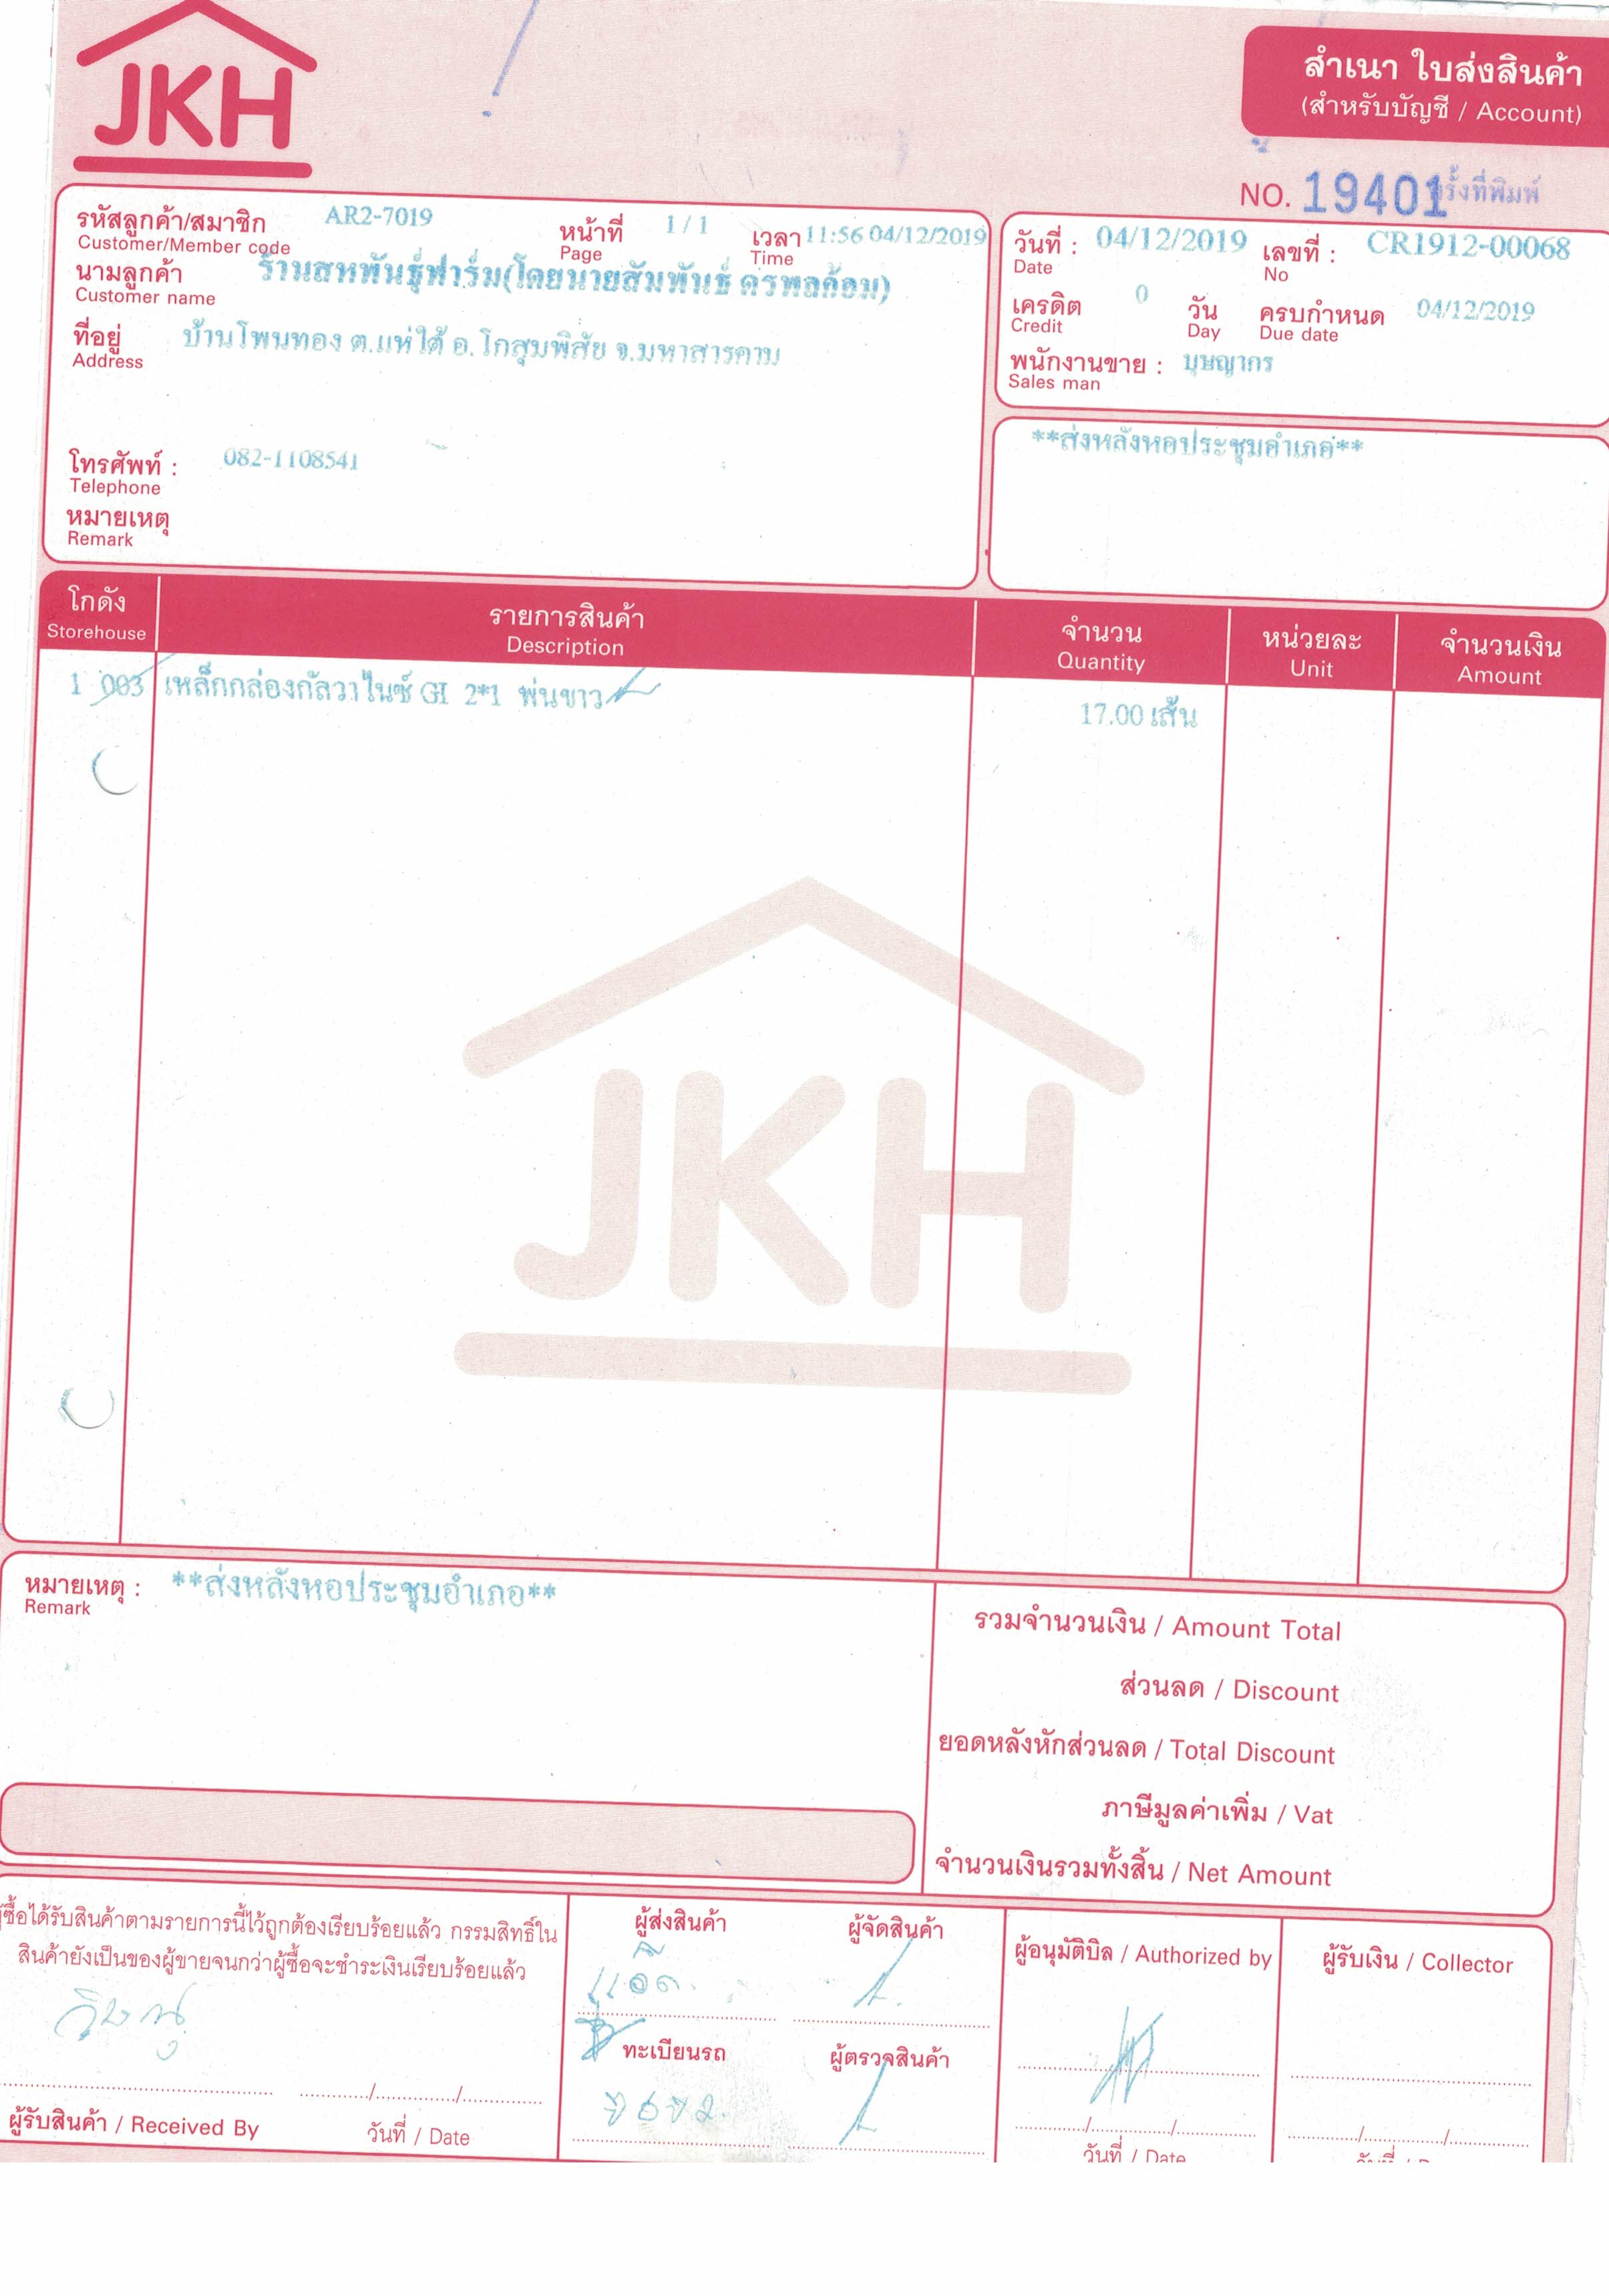 JKH
สำเนา ใบส่งสินค้า
(สำหรับบัญชี / Account)
NO. 19401
รั้งที่พิมพ์
รหัสลูกค้า/สมาชิก AR2-7019 หน้าที่ 1 / 1 เวลา 11:56 04/12/2019
Customer/Member code Page Time
นามลูกค้า ร้านสหพันธุ์ฟาร์ม(โดยนายสัมพันธ์ ดรพลก้อม)
Customer name
ที่อยู่ บ้านโพนทอง ต.แห่ใต้ อ.โกสุมพิสัย จ.มหาสารคาม
Address
โทรศัพท์ : 082-1108541
Telephone
หมายเหตุ
Remark
วันที่ : 04/12/2019 เลขที่ : CR1912-00068
Date No
เครดิต 0 วัน ครบกำหนด 04/12/2019
Credit Day Due date
พนักงานขาย : บุษญากร
Sales man
**ส่งหลังหอประชุมอำเภอ**
โกดัง รายการสินค้า จำนวน หน่วยละ จำนวนเงิน
Storehouse Description Quantity Unit Amount
1 003 เหล็กกล่องกัลวาไนซ์ GI 2*1 พ่นขาว 17.00 เส้น
JKH
หมายเหตุ : **ส่งหลังหอประชุมอำเภอ**
Remark
รวมจำนวนเงิน / Amount Total
ส่วนลด / Discount
ยอดหลังหักส่วนลด / Total Discount
ภาษีมูลค่าเพิ่ม / Vat
จำนวนเงินรวมทั้งสิ้น / Net Amount
ผู้ซื้อได้รับสินค้าตามรายการนี้ไว้ถูกต้องเรียบร้อยแล้ว กรรมสิทธิ์ใน
สินค้ายังเป็นของผู้ขายจนกว่าผู้ซื้อจะชำระเงินเรียบร้อยแล้ว
ผู้รับสินค้า / Received By วันที่ / Date
ผู้ส่งสินค้า ผู้จัดสินค้า
ทะเบียนรถ ผู้ตรวจสินค้า
ผู้อนุมัติบิล / Authorized by
วันที่ / Date
ผู้รับเงิน / Collector